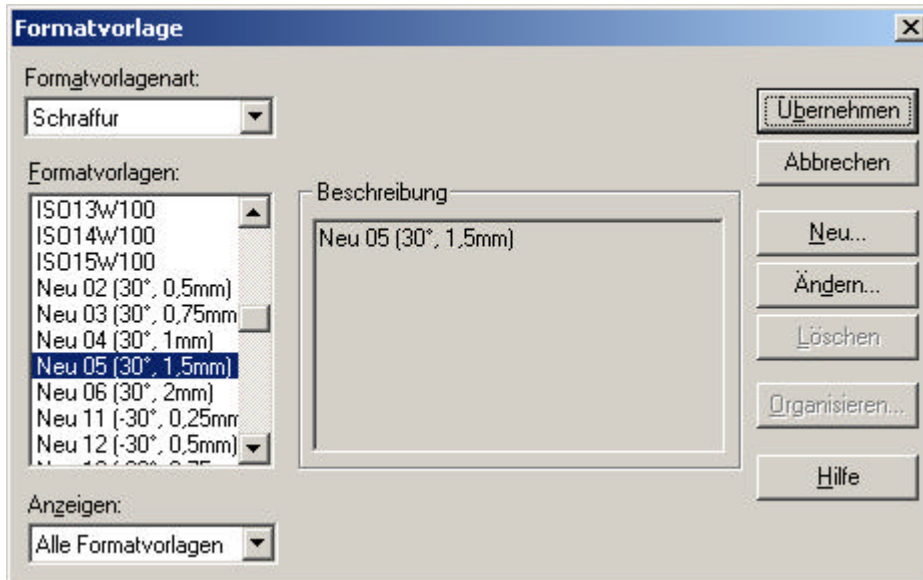 Formatvorlage
Formatvorlagenart:
Schraffur
Formatvorlagen:
ISO13W100
ISO14W100
ISO15W100
Neu 02 (30°, 0,5mm)
Neu 03 (30°, 0,75mm
Neu 04 (30°, 1mm)
Neu 05 (30°, 1,5mm)
Neu 06 (30°, 2mm)
Neu 11 (-30°, 0,25mm
Neu 12 (-30°, 0,5mm)
Anzeigen:
Alle Formatvorlagen
Beschreibung
Neu 05 (30°, 1,5mm)
Übernehmen
Abbrechen
Neu...
Ändern...
Löschen
Organisieren...
Hilfe